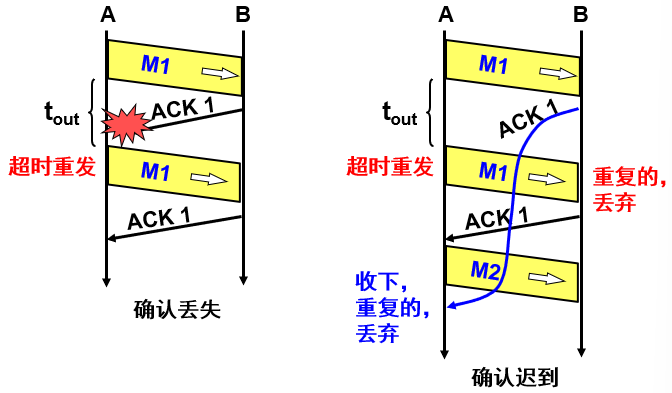 A
B
M1
t_out
ACK 1
超时重发
M1
ACK 1
确认丢失
A
B
M1
t_out
ACK 1
超时重发
M1
重复的，
丢弃
ACK 1
M2
收下，
重复的，
丢弃
确认迟到